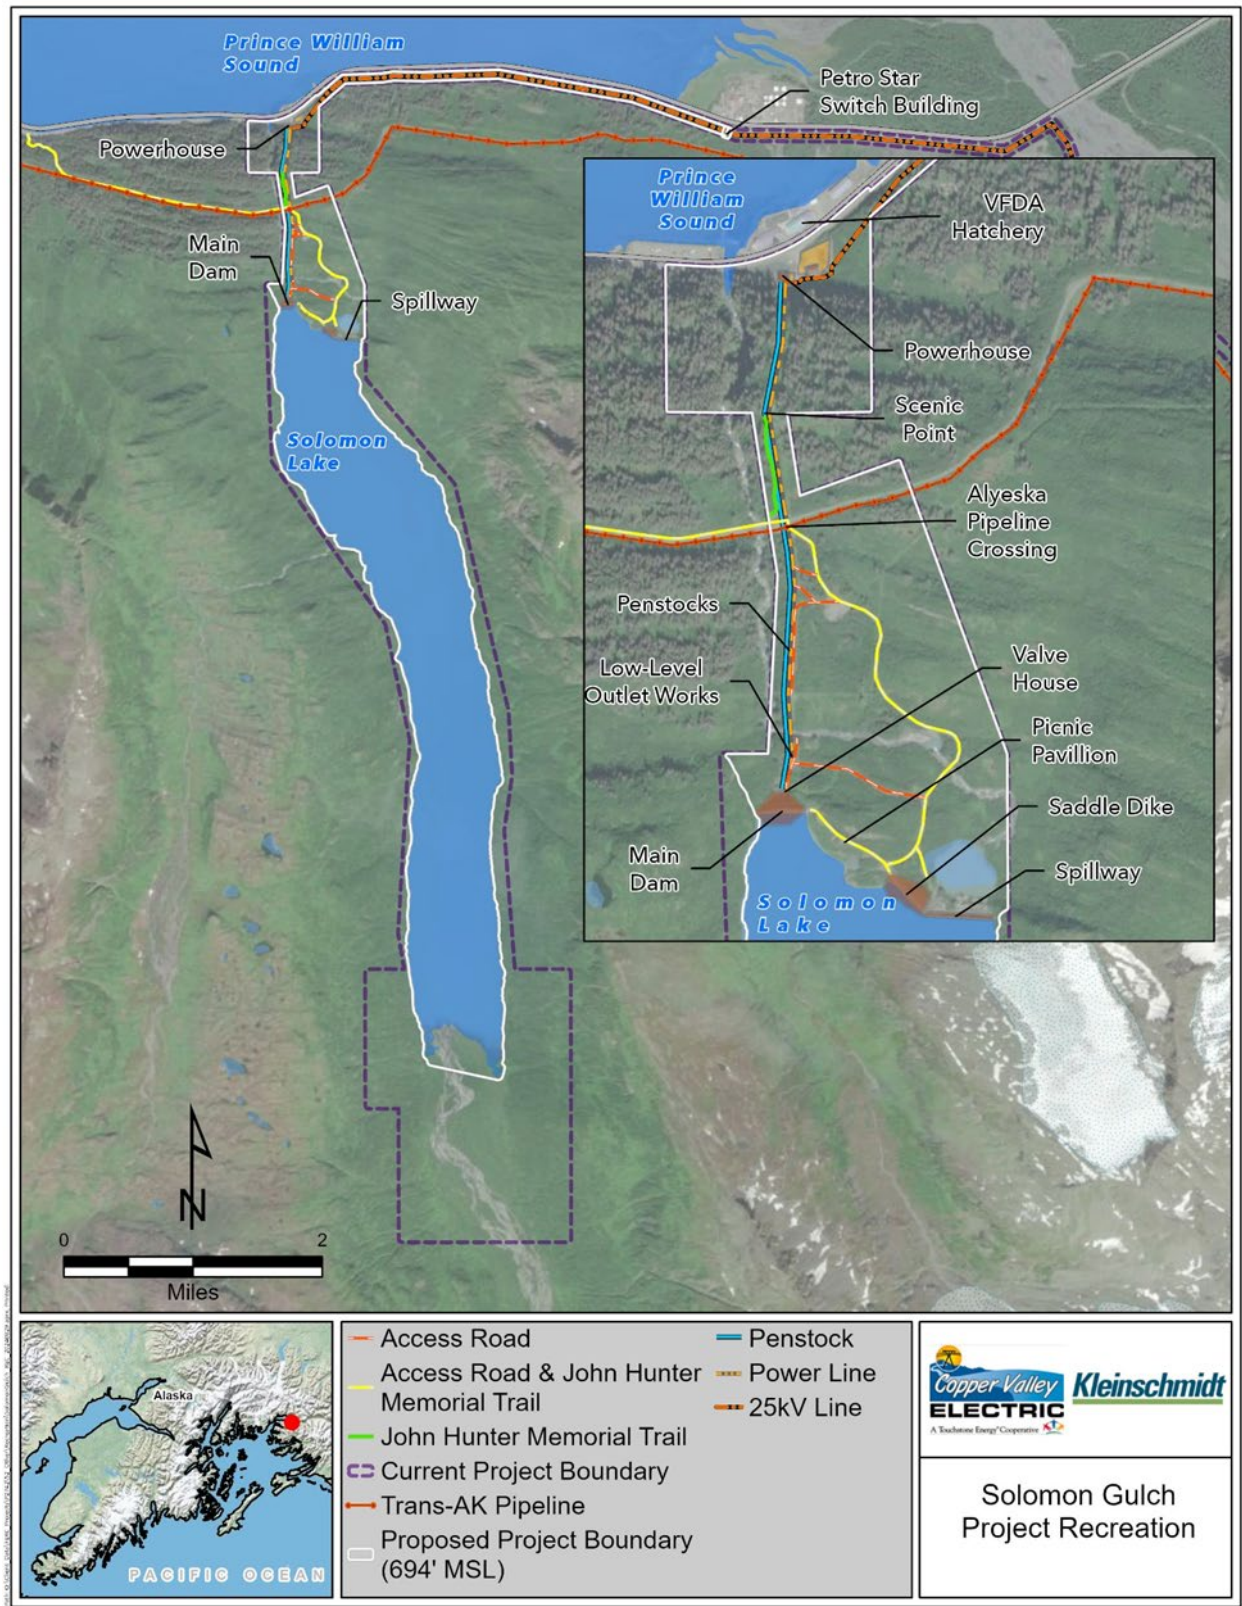 Prince William
Sound
Petro Star
Switch Building
Powerhouse
Main
Dam
Spillway
Solomon
Lake
Prince
William
Sound
VFDA
Hatchery
Powerhouse
Scenic
Point
Alyeska
Pipeline
Crossing
Penstocks
Low-Level
Outlet Works
Valve
House
Picnic
Pavillion
Saddle Dike
Main
Dam
Spillway
Solomon
Lake
N
0 2
Miles
Alaska
PACIFIC OCEAN
Access Road
Access Road & John Hunter
Memorial Trail
John Hunter Memorial Trail
Current Project Boundary
Trans-AK Pipeline
Proposed Project Boundary
(694' MSL)
Penstock
Power Line
25kV Line
Copper Valley
ELECTRIC
A Touchstone Energy® Cooperative
Kleinschmidt
Solomon Gulch
Project Recreation